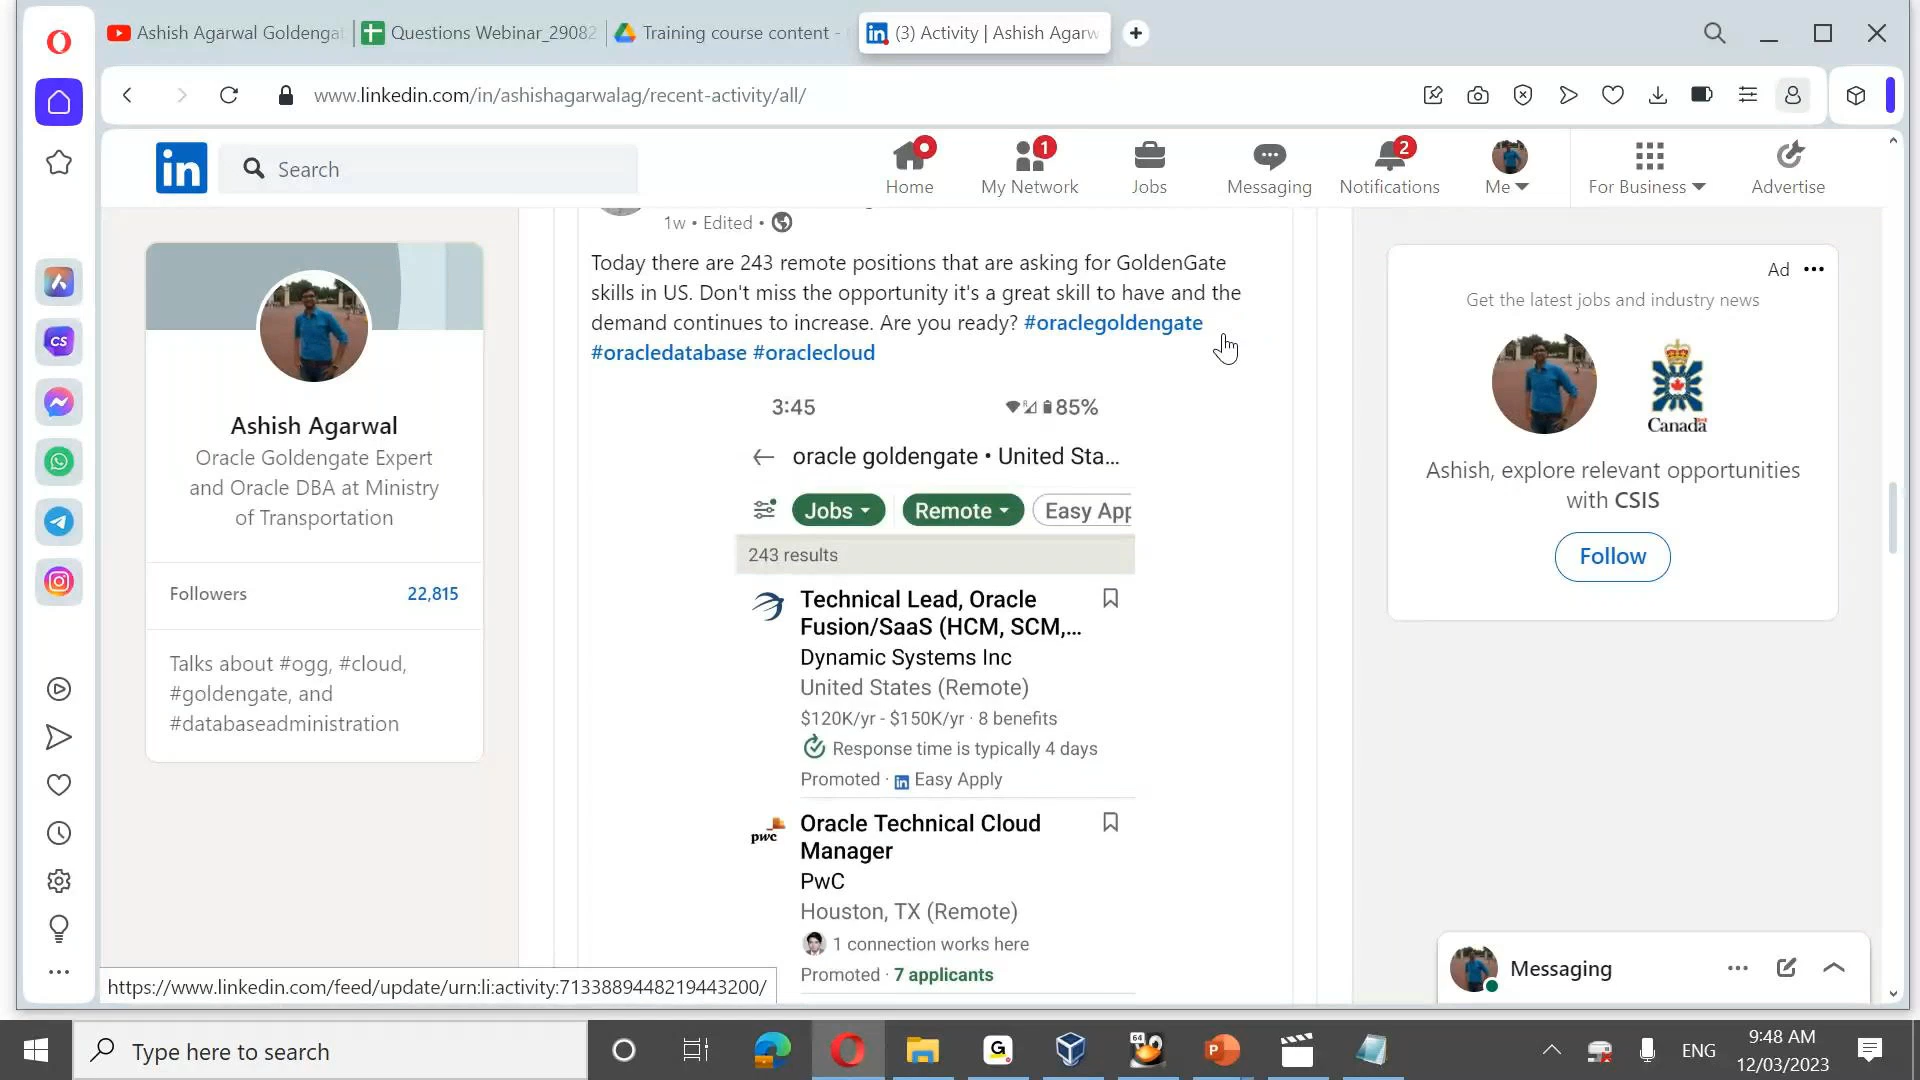 Ashish Agarwal Goldenga
Questions Webinar_29082
Training course content -
(3) Activity | Ashish Agarw
www.linkedin.com/in/ashishagarwalag/recent-activity/all/
in
Search
Home
1
My Network
Jobs
Messaging
2
Notifications
Me
For Business
Advertise
1w • Edited •
Today there are 243 remote positions that are asking for GoldenGate
skills in US. Don't miss the opportunity it's a great skill to have and the
demand continues to increase. Are you ready? #oraclegoldengate
#oracledatabase #oraclecloud
Ashish Agarwal
Oracle Goldengate Expert
and Oracle DBA at Ministry
of Transportation
Followers 22,815
Talks about #ogg, #cloud,
#goldengate, and
#databaseadministration
3:45 85%
oracle goldengate • United Sta...
Jobs Remote Easy App
243 results
Technical Lead, Oracle
Fusion/SaaS (HCM, SCM,...
Dynamic Systems Inc
United States (Remote)
$120K/yr - $150K/yr · 8 benefits
Response time is typically 4 days
Promoted · in Easy Apply
pwc
Oracle Technical Cloud
Manager
PwC
Houston, TX (Remote)
1 connection works here
Promoted · 7 applicants
Ad
Get the latest jobs and industry news
Canada
Ashish, explore relevant opportunities
with CSIS
Follow
Messaging
CS
https://www.linkedin.com/feed/update/urn:li:activity:7133889448219443200/
Type here to search
G
64
P
ENG
9:48 AM
12/03/2023